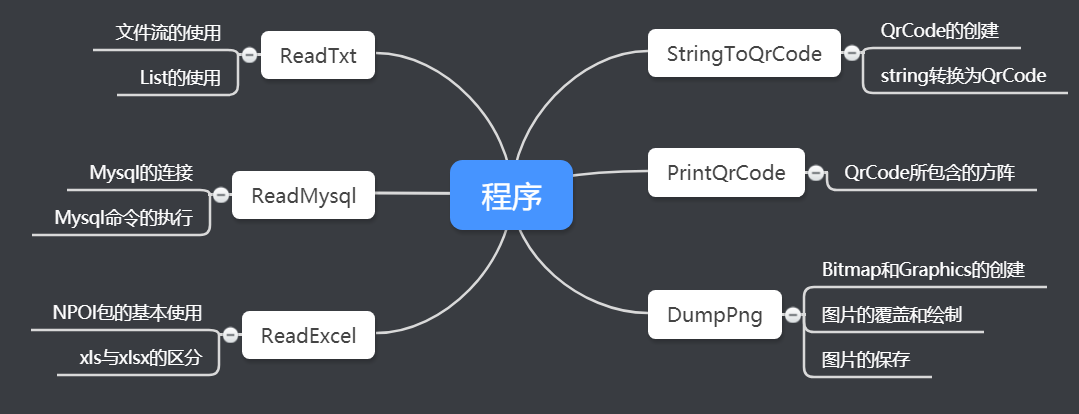 程序
ReadTxt
文件流的使用
List的使用
ReadMysql
Mysql的连接
Mysql命令的执行
ReadExcel
NPOI包的基本使用
xls与xlsx的区分
StringToQrCode
QrCode的创建
string转换为QrCode
PrintQrCode
QrCode所包含的方阵
DumpPng
Bitmap和Graphics的创建
图片的覆盖和绘制
图片的保存